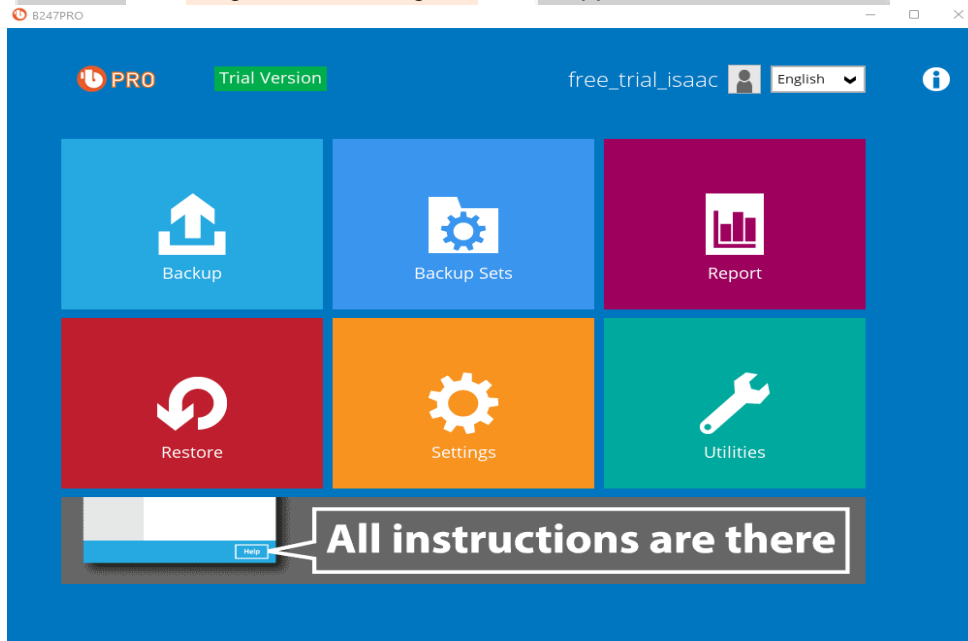 B247PRO
PRO
Trial Version
free_trial_isaac
English
Backup
Backup Sets
Report
Restore
Settings
Utilities
Help
All instructions are there